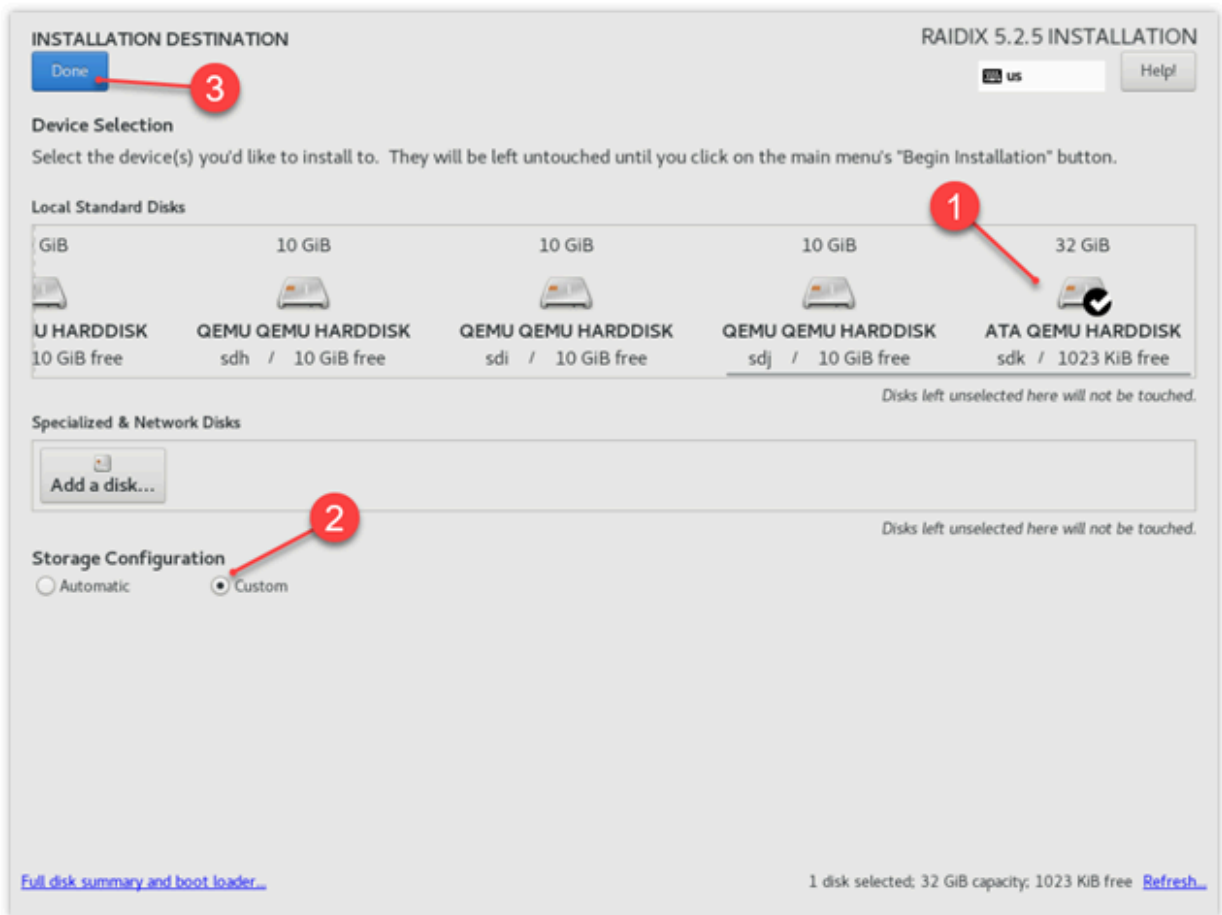 INSTALLATION DESTINATION
RAIDIX 5.2.5 INSTALLATION
Done
3
us
Help!
Device Selection
Select the device(s) you'd like to install to. They will be left untouched until you click on the main menu's "Begin Installation" button.
Local Standard Disks
1
GiB 10 GiB 10 GiB 10 GiB 32 GiB
U HARDDISK QEMU QEMU HARDDISK QEMU QEMU HARDDISK QEMU QEMU HARDDISK ATA QEMU HARDDISK
10 GiB free sdh / 10 GiB free sdi / 10 GiB free sdj / 10 GiB free sdk / 1023 KiB free
Disks left unselected here will not be touched.
Specialized & Network Disks
Add a disk...
2
Disks left unselected here will not be touched.
Storage Configuration
Automatic Custom
Full disk summary and boot loader...
1 disk selected; 32 GiB capacity; 1023 KiB free Refresh...